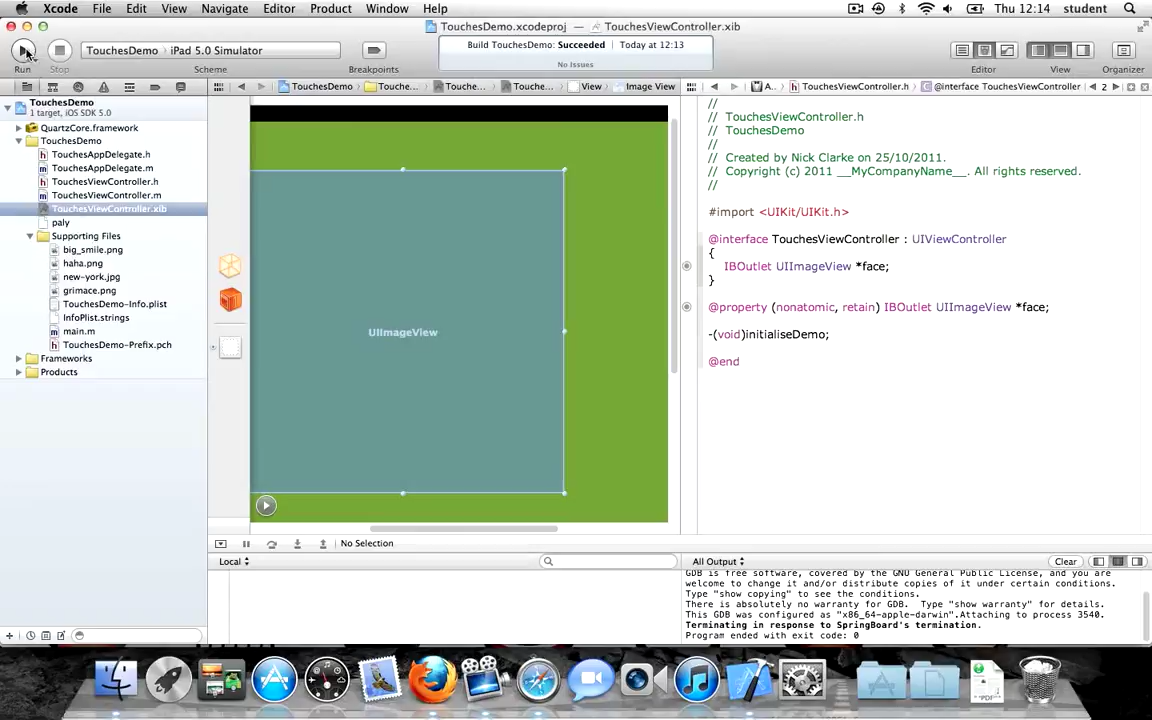 Xcode File Edit View Navigate Editor Product Window Help Thu 12:14 student
TouchesDemo.xcodeproj — TouchesViewController.xib
TouchesDemo iPad 5.0 Simulator
Build TouchesDemo: Succeeded Today at 12:13
No Issues
Run Stop Scheme Breakpoints Editor View Organizer
TouchesDemo Touche... Touche... Touche... View Image View
A... TouchesViewController.h @interface TouchesViewController 2
TouchesDemo
1 target, iOS SDK 5.0
QuartzCore.framework
TouchesDemo
TouchesAppDelegate.h
TouchesAppDelegate.m
TouchesViewController.h
TouchesViewController.m
TouchesViewController.xib
paly
Supporting Files
big_smile.png
haha.png
new-york.jpg
grimace.png
TouchesDemo-Info.plist
InfoPlist.strings
main.m
TouchesDemo-Prefix.pch
Frameworks
Products
UIImageView
//
// TouchesViewController.h
// TouchesDemo
//
// Created by Nick Clarke on 25/10/2011.
// Copyright (c) 2011 __MyCompanyName__. All rights reserved.
//
#import <UIKit/UIKit.h>
@interface TouchesViewController : UIViewController
{
IBOutlet UIImageView *face;
}
@property (nonatomic, retain) IBOutlet UIImageView *face;
-(void)initialiseDemo;
@end
No Selection
Local
All Output
Clear
GDB is free software, covered by the GNU General Public License, and you are
welcome to change it and/or distribute copies of it under certain conditions.
Type "show copying" to see the conditions.
There is absolutely no warranty for GDB. Type "show warranty" for details.
This GDB was configured as "x86_64-apple-darwin".Attaching to process 3540.
Terminating in response to SpringBoard's termination.
Program ended with exit code: 0
PDF